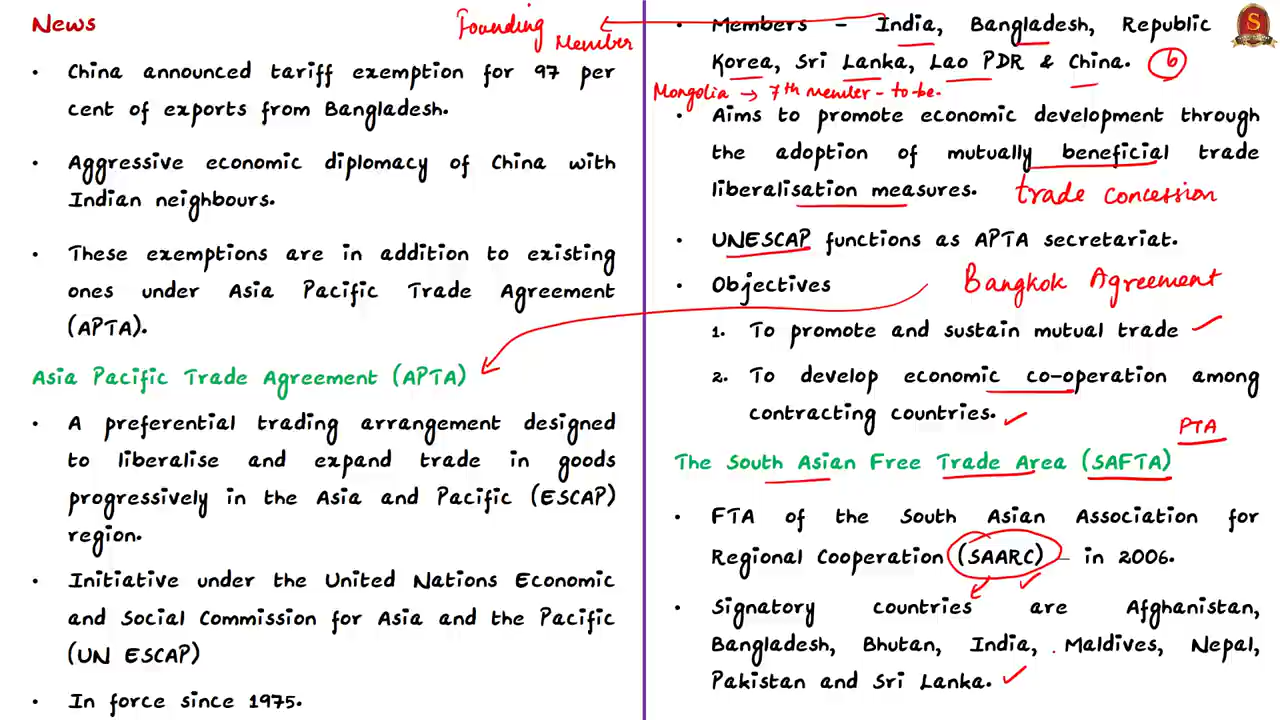 News
• China announced tariff exemption for 97 per
cent of exports from Bangladesh.
• Aggressive economic diplomacy of China with
Indian neighbours.
• These exemptions are in addition to existing
ones under Asia Pacific Trade Agreement
(APTA).
Asia Pacific Trade Agreement (APTA)
• A preferential trading arrangement designed
to liberalise and expand trade in goods
progressively in the Asia and Pacific (ESCAP)
region.
• Initiative under the United Nations Economic
and Social Commission for Asia and the Pacific
(UN ESCAP)
• In force since 1975.
Founding
Member
• Members – India, Bangladesh, Republic
Korea, Sri Lanka, Lao PDR & China. 6
Mongolia → 7th member - to be.
• Aims to promote economic development through
the adoption of mutually beneficial trade
liberalisation measures. trade concession
• UNESCAP functions as APTA secretariat.
• Objectives Bangkok Agreement
1. To promote and sustain mutual trade
2. To develop economic co-operation among
contracting countries.
PTA
The South Asian Free Trade Area (SAFTA)
• FTA of the South Asian Association for
Regional Cooperation (SAARC) – in 2006.
• Signatory countries are Afghanistan,
Bangladesh, Bhutan, India, Maldives, Nepal,
Pakistan and Sri Lanka.
S